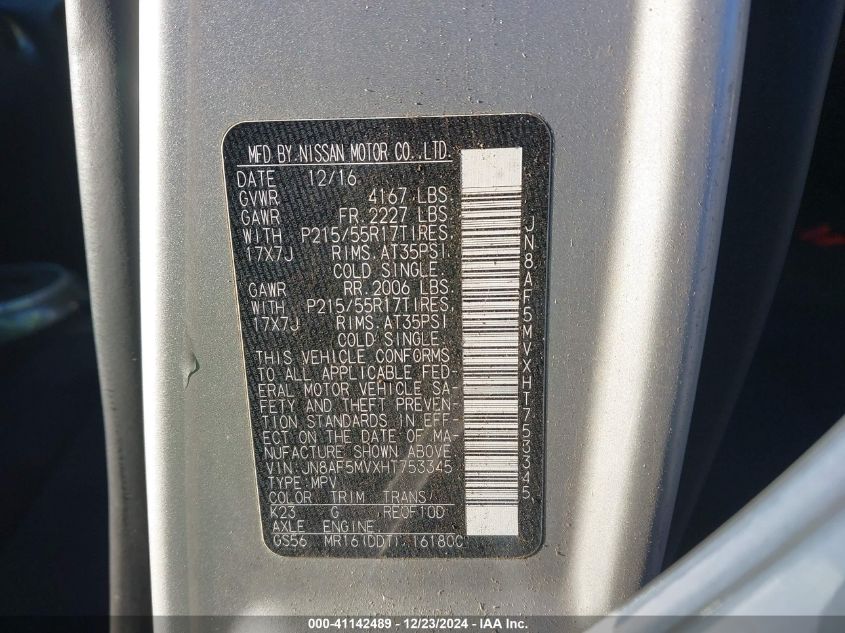 MFD BY NISSAN MOTOR CO.,LTD.
DATE 12/16
GVWR 4167 LBS.
GAWR FR. 2227 LBS.
WITH P215/55R17TIRES,
17X7J RIMS. AT35PSI.
COLD SINGLE.
GAWR RR. 2006 LBS.
WITH P215/55R17TIRES,
17X7J RIMS. AT35PSI
COLD SINGLE.
THIS VEHICLE CONFORMS
TO ALL APPLICABLE FED-
ERAL MOTOR VEHICLE SA-
FETY AND THEFT PREVEN-
TION STANDARDS IN EFF-
ECT ON THE DATE OF MA-
NUFACTURE SHOWN ABOVE
VIN: JN8AF5MVXHT753345
TYPE: MPV
COLOR TRIM TRANS
K23 G RE0F10D
AXLE ENGINE
GS56 MR16(DDT) 1618CC
JN8AF5MVXHT753345
000-41142489 - 12/23/2024 - IAA Inc.